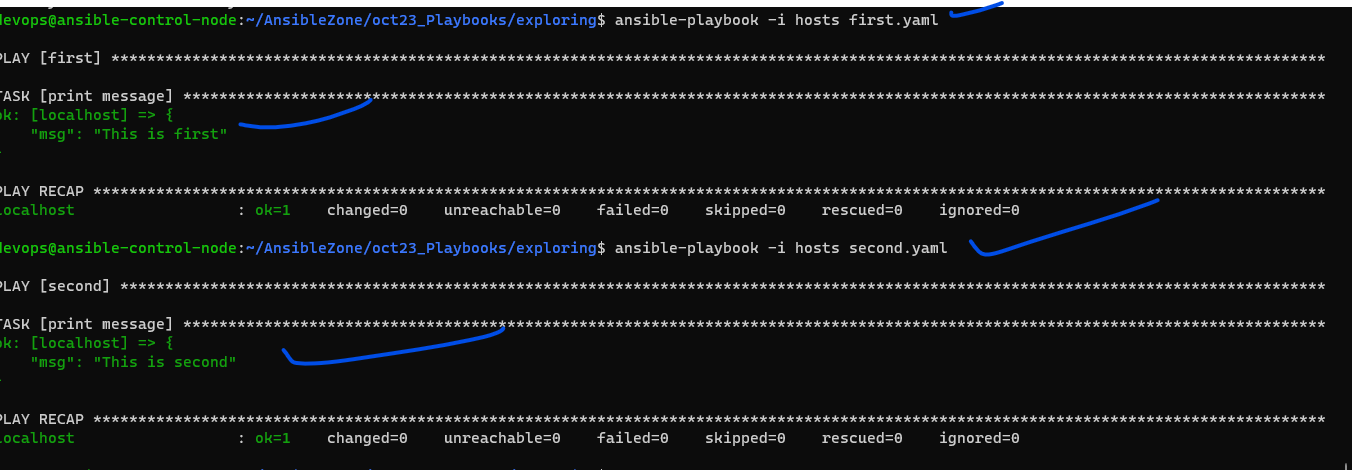 devops@ansible-control-node:~/AnsibleZone/oct23_Playbooks/exploring$ ansible-playbook -i hosts first.yaml
PLAY [first] ***************************************************************************************************************************************
TASK [print message] *******************************************************************************************************************************
ok: [localhost] => {
    "msg": "This is first"
}
PLAY RECAP *****************************************************************************************************************************************
localhost                  : ok=1    changed=0    unreachable=0    failed=0    skipped=0    rescued=0    ignored=0
devops@ansible-control-node:~/AnsibleZone/oct23_Playbooks/exploring$ ansible-playbook -i hosts second.yaml
PLAY [second] **************************************************************************************************************************************
TASK [print message] *******************************************************************************************************************************
ok: [localhost] => {
    "msg": "This is second"
}
PLAY RECAP *****************************************************************************************************************************************
localhost                  : ok=1    changed=0    unreachable=0    failed=0    skipped=0    rescued=0    ignored=0